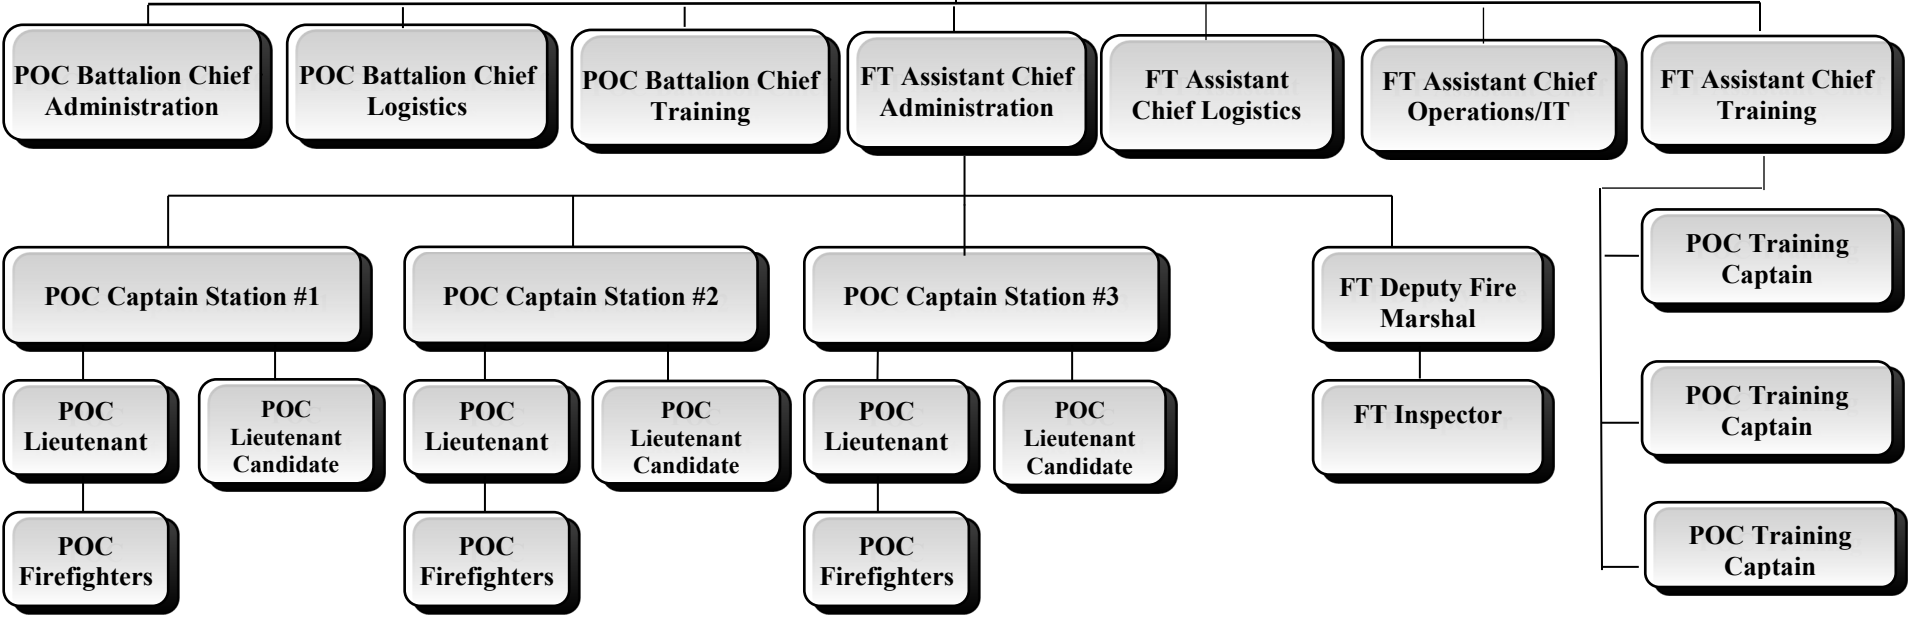 POC Battalion Chief
Administration
POC Battalion Chief
Logistics
POC Battalion Chief
Training
FT Assistant Chief
Administration
FT Assistant
Chief Logistics
FT Assistant Chief
Operations/IT
FT Assistant Chief
Training
POC Captain Station #1
POC Captain Station #2
POC Captain Station #3
FT Deputy Fire
Marshal
POC Training
Captain
POC
Lieutenant
POC
Lieutenant
Candidate
POC
Lieutenant
POC
Lieutenant
Candidate
POC
Lieutenant
POC
Lieutenant
Candidate
FT Inspector
POC Training
Captain
POC
Firefighters
POC
Firefighters
POC
Firefighters
POC Training
Captain